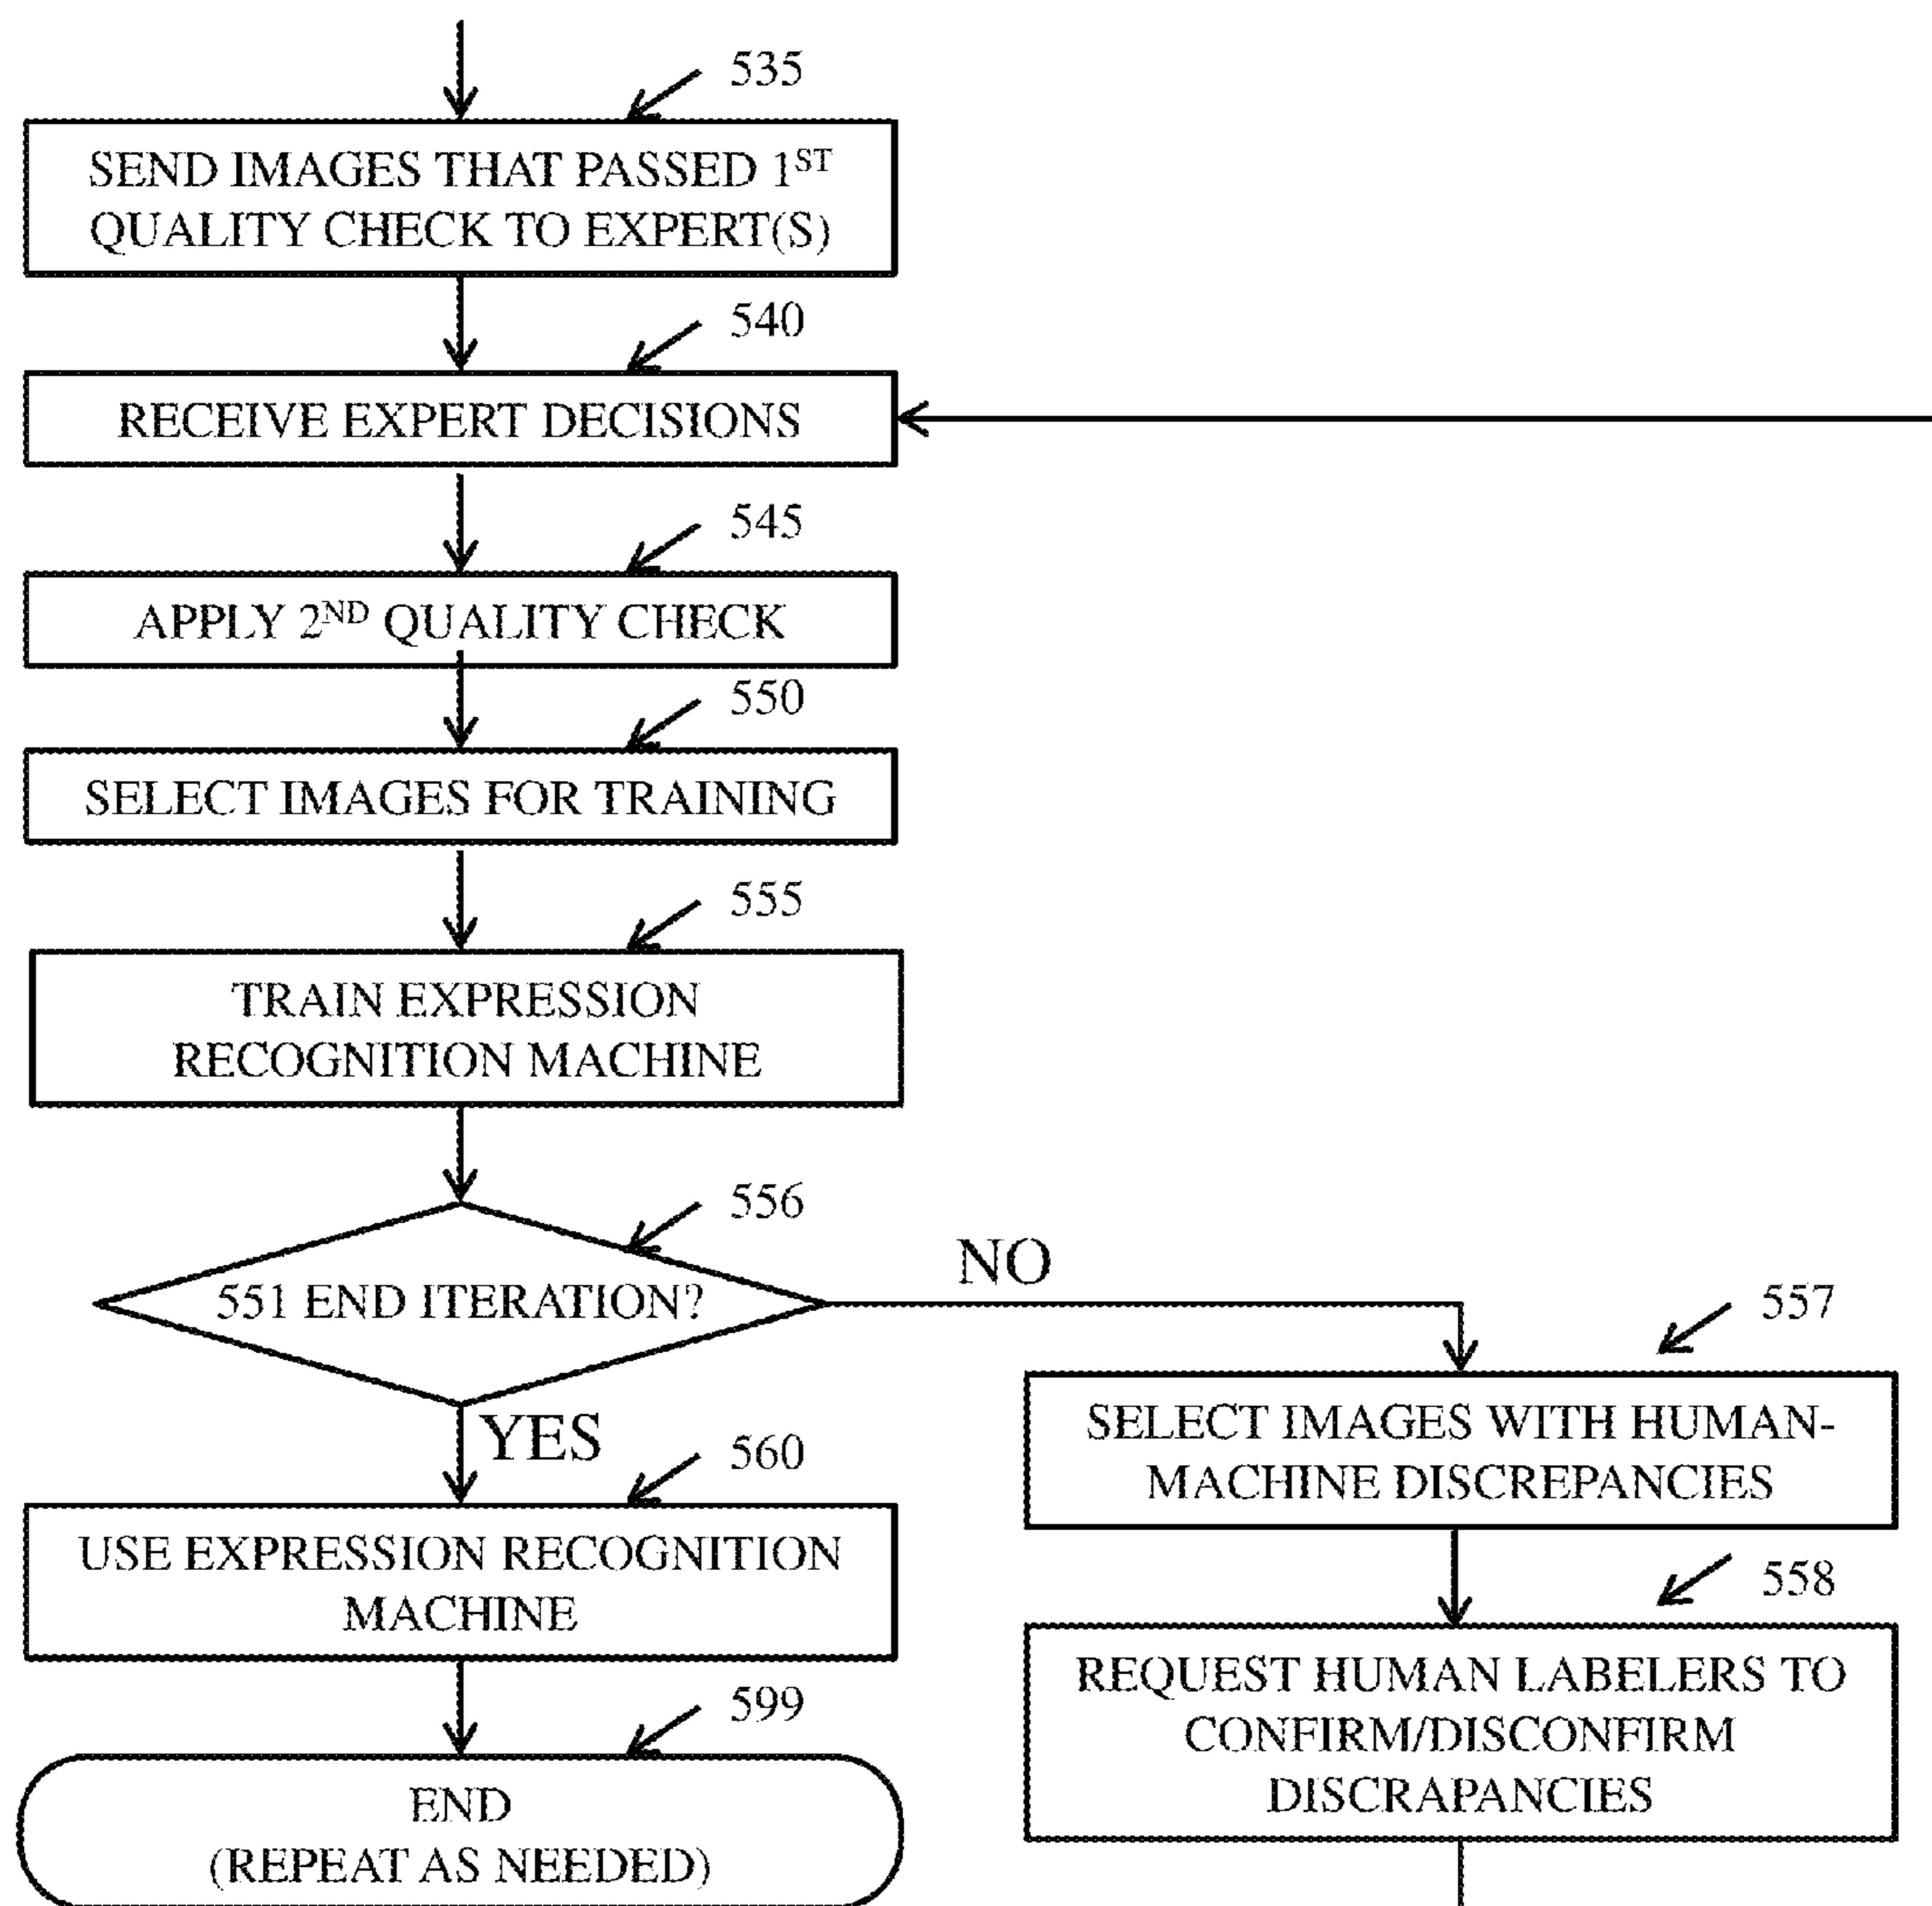 535
SEND IMAGES THAT PASSED 1ST
QUALITY CHECK TO EXPERT(S)
540
RECEIVE EXPERT DECISIONS
545
APPLY 2ND QUALITY CHECK
550
SELECT IMAGES FOR TRAINING
555
TRAIN EXPRESSION
RECOGNITION MACHINE
556
551 END ITERATION?
NO
YES
557
SELECT IMAGES WITH HUMAN-
MACHINE DISCREPANCIES
558
REQUEST HUMAN LABELERS TO
CONFIRM/DISCONFIRM
DISCRAPANCIES
560
USE EXPRESSION RECOGNITION
MACHINE
599
END
(REPEAT AS NEEDED)